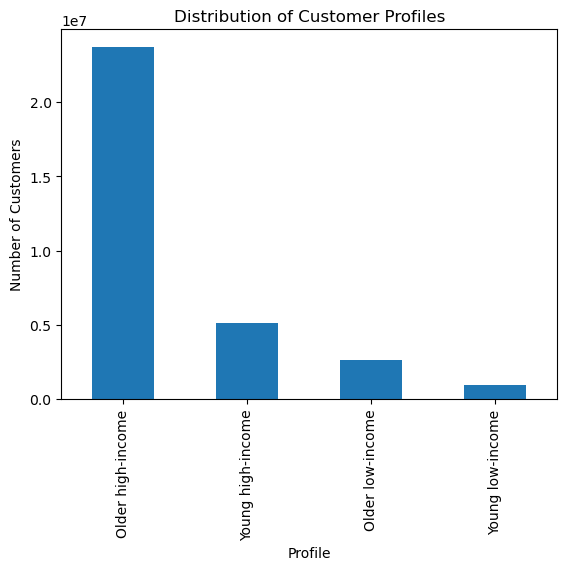 Distribution of Customer Profiles
1e7
2.0
1.5
1.0
0.5
0.0
Number of Customers
Older high-income
Young high-income
Older low-income
Young low-income
Profile